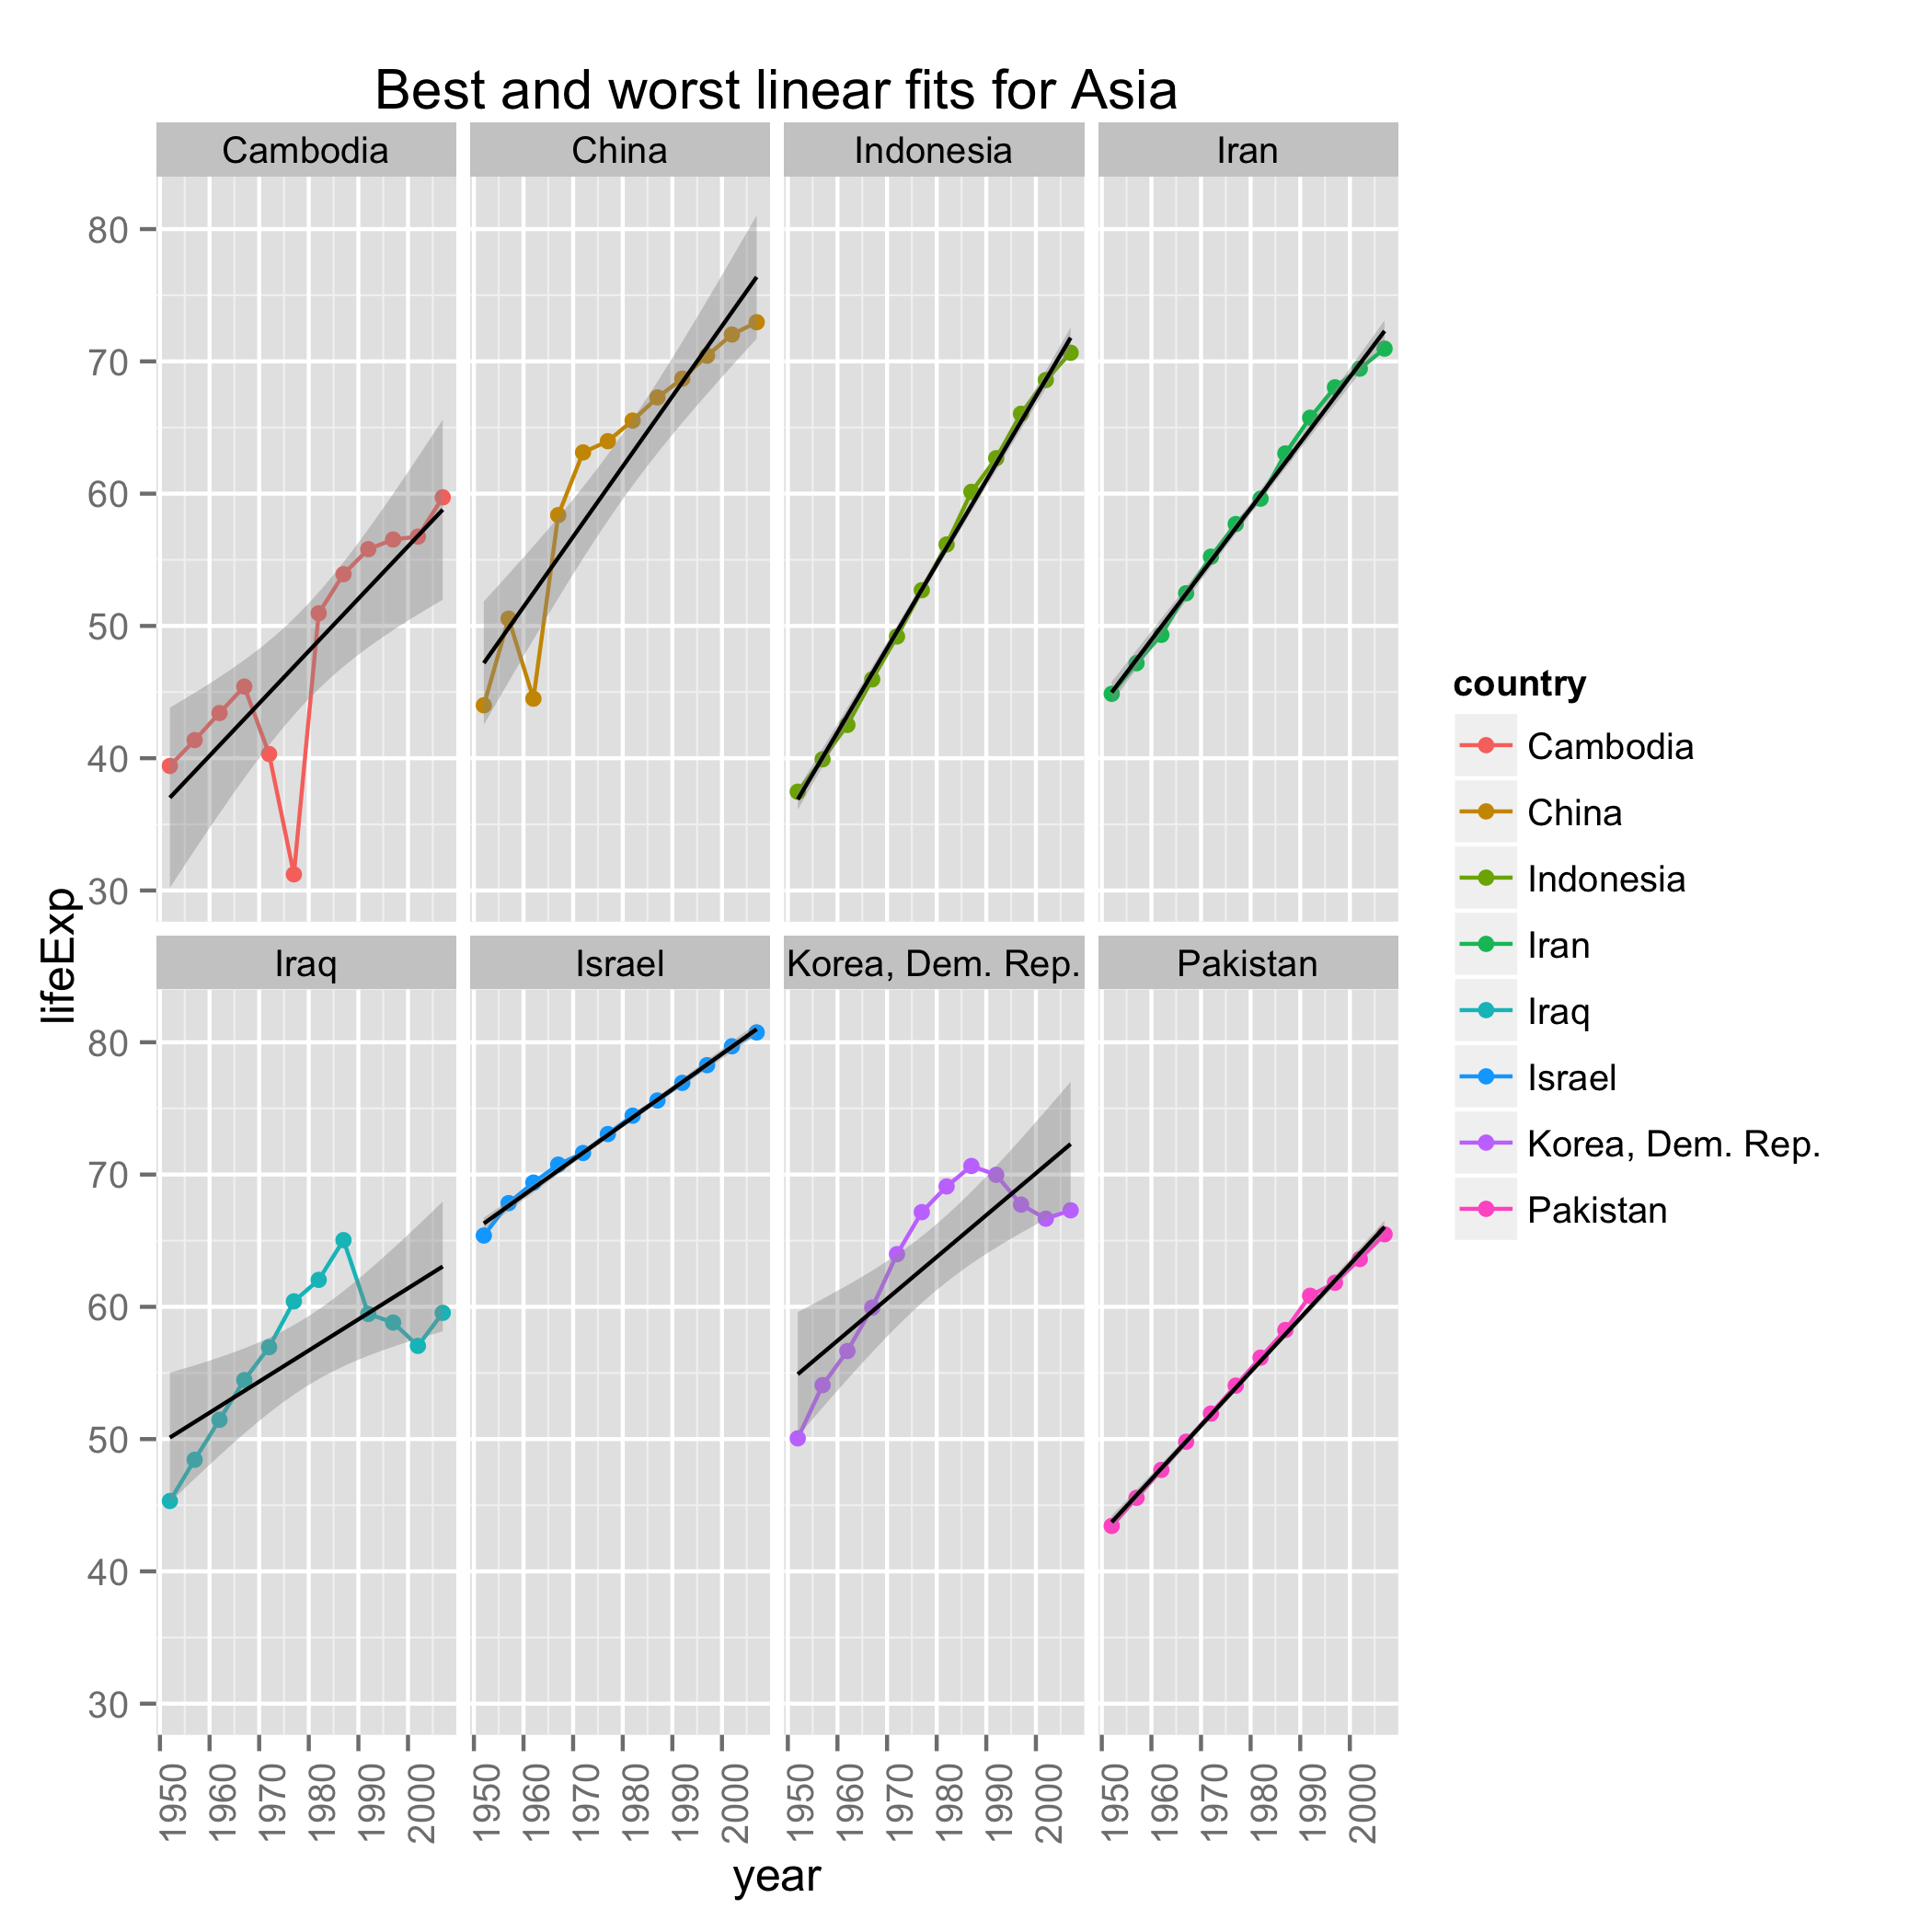 Best and worst linear fits for Asia
Cambodia China Indonesia Iran
80
70
60
50
40
30
Iraq Israel Korea, Dem. Rep. Pakistan
80
70
60
50
40
30
1950 1960 1970 1980 1990 2000 1950 1960 1970 1980 1990 2000 1950 1960 1970 1980 1990 2000 1950 1960 1970 1980 1990 2000
year
lifeExp
country
Cambodia
China
Indonesia
Iran
Iraq
Israel
Korea, Dem. Rep.
Pakistan